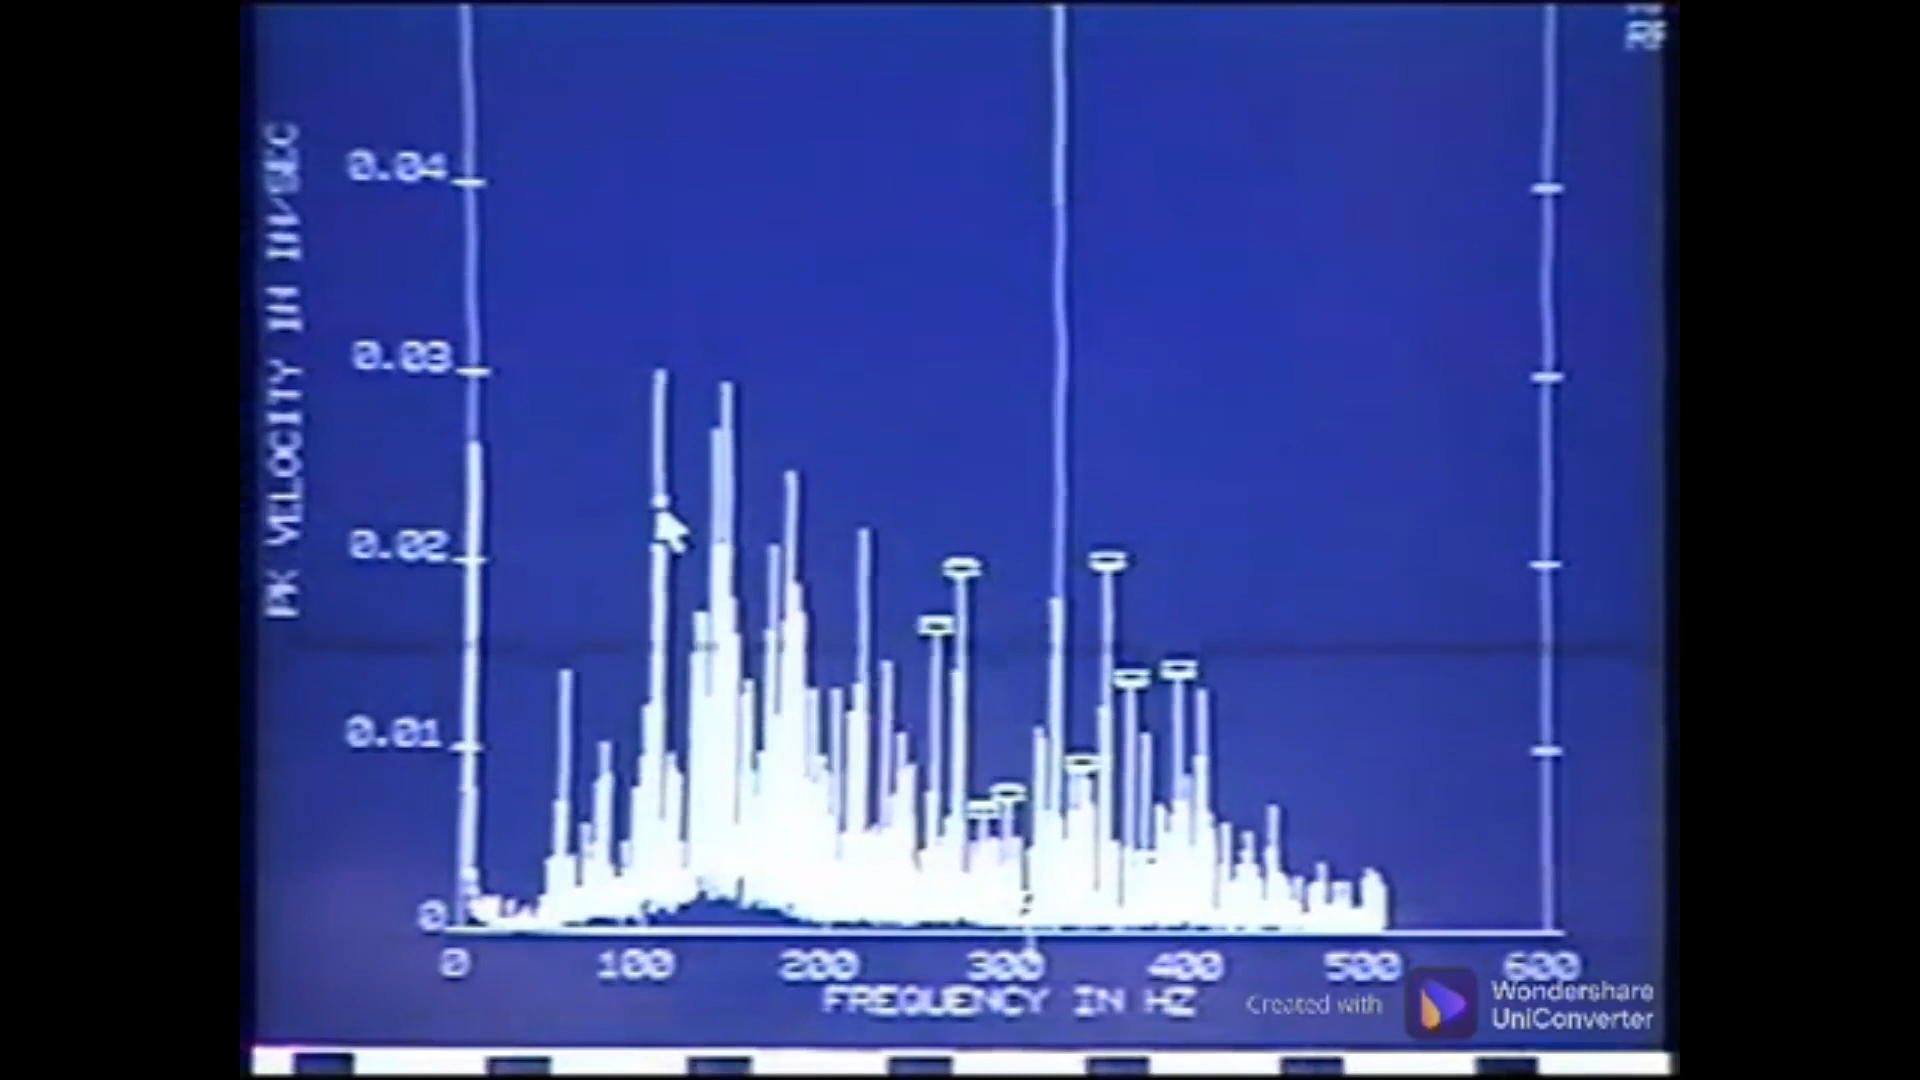 RF
PK VELOCITY IN IN/SEC
0.04
0.03
0.02
0.01
0
0 100 200 300 400 500 600
FREQUENCY IN HZ
Created with
Wondershare
UniConverter